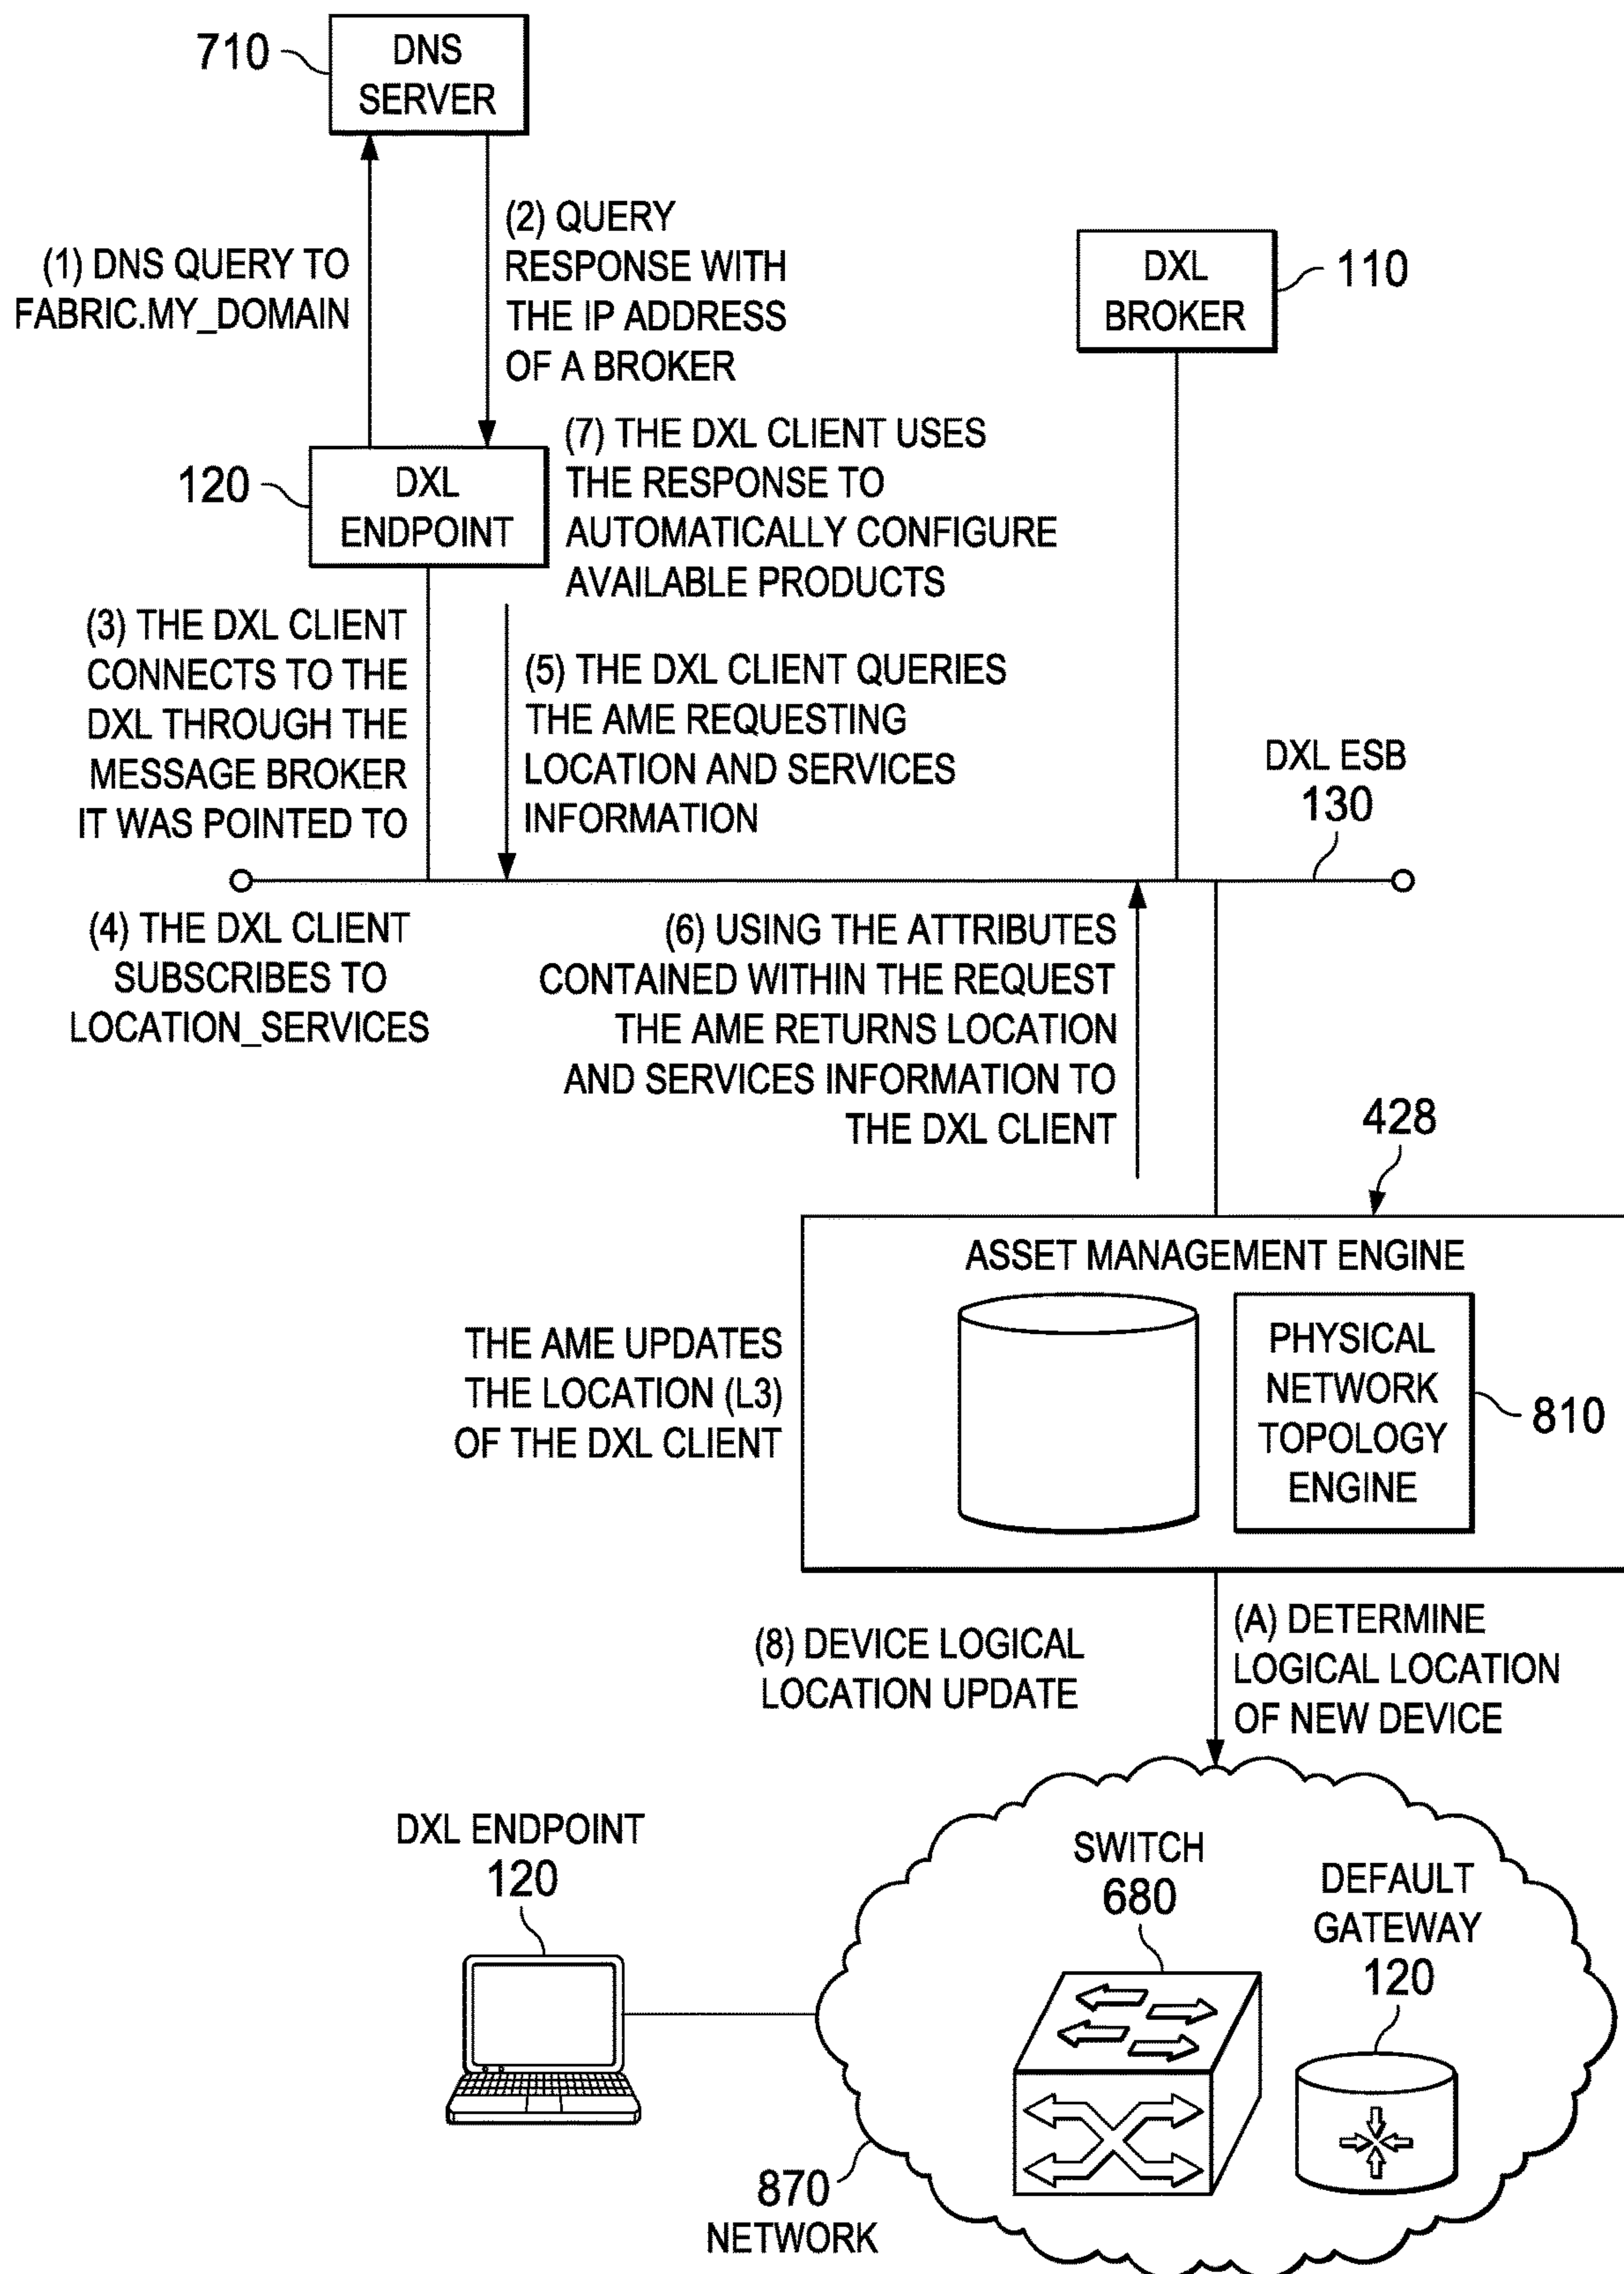 710
DNS
SERVER
(1) DNS QUERY TO
FABRIC.MY_DOMAIN
(2) QUERY
RESPONSE WITH
THE IP ADDRESS
OF A BROKER
DXL
BROKER
110
120
DXL
ENDPOINT
(7) THE DXL CLIENT USES
THE RESPONSE TO
AUTOMATICALLY CONFIGURE
AVAILABLE PRODUCTS
(3) THE DXL CLIENT
CONNECTS TO THE
DXL THROUGH THE
MESSAGE BROKER
IT WAS POINTED TO
(5) THE DXL CLIENT QUERIES
THE AME REQUESTING
LOCATION AND SERVICES
INFORMATION
DXL ESB
130
(4) THE DXL CLIENT
SUBSCRIBES TO
LOCATION_SERVICES
(6) USING THE ATTRIBUTES
CONTAINED WITHIN THE REQUEST
THE AME RETURNS LOCATION
AND SERVICES INFORMATION TO
THE DXL CLIENT
428
ASSET MANAGEMENT ENGINE
THE AME UPDATES
THE LOCATION (L3)
OF THE DXL CLIENT
PHYSICAL
NETWORK
TOPOLOGY
ENGINE
810
(8) DEVICE LOGICAL
LOCATION UPDATE
(A) DETERMINE
LOGICAL LOCATION
OF NEW DEVICE
DXL ENDPOINT
120
SWITCH
680
DEFAULT
GATEWAY
120
870
NETWORK